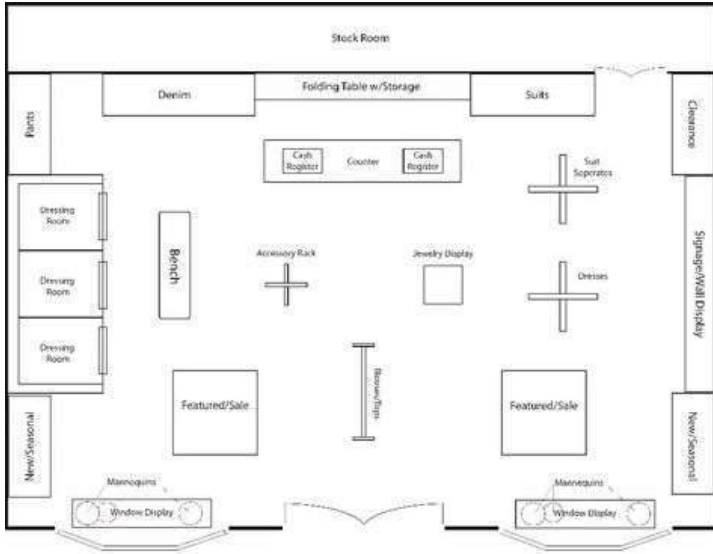 Stock Room
Pants
Denim
Folding Table w/Storage
Suits
Clearance
Cash
Register
Counter
Cash
Register
Suit
Seperates
Dressing
Room
Bench
Accessory Rack
Jewelry Display
Signage/Wall Display
Dressing
Room
Dresses
Dressing
Room
Blouses/Tops
Featured/Sale
Featured/Sale
New/Seasonal
New/Seasonal
Mannequins
Window Display
Mannequins
Window Display